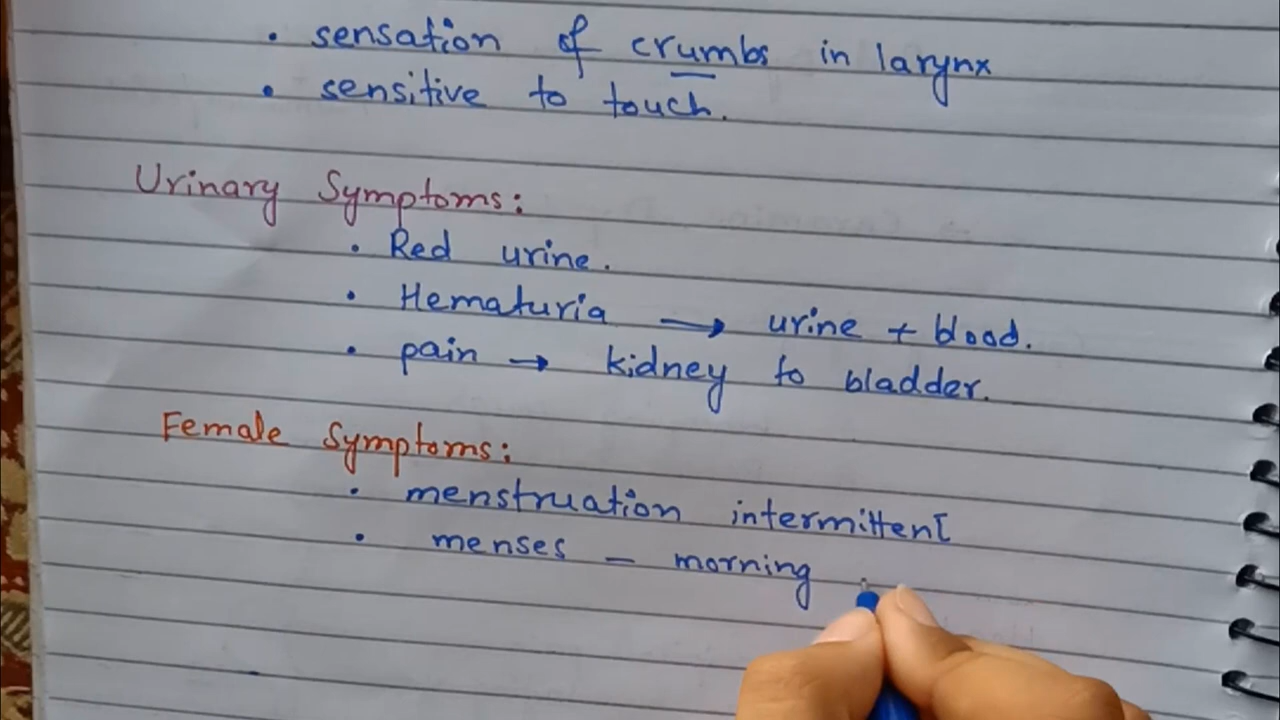 • sensation of crumbs in larynx
• sensitive to touch.
Urinary Symptoms:
• Red urine.
• Hematuria → urine + blood.
• pain → kidney to bladder.
Female Symptoms:
• menstruation intermittent
• menses - morning